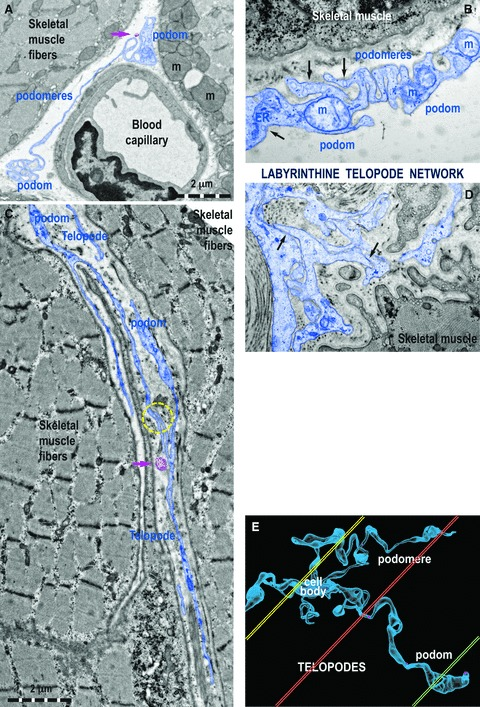 A
Skeletal
muscle
fibers
podom
m
m
podomeres
Blood
capillary
podom
2 µm
B
Skeletal muscle
podomeres
m
m
m
podom
ER
podom
LABYRINTHINE TELOPODE NETWORK
C
podom
Telopode
Skeletal
muscle
fibers
podom
Skeletal
muscle
fibers
Telopode
2 µm
D
Skeletal muscle
E
podomere
cell
body
podom
TELOPODES